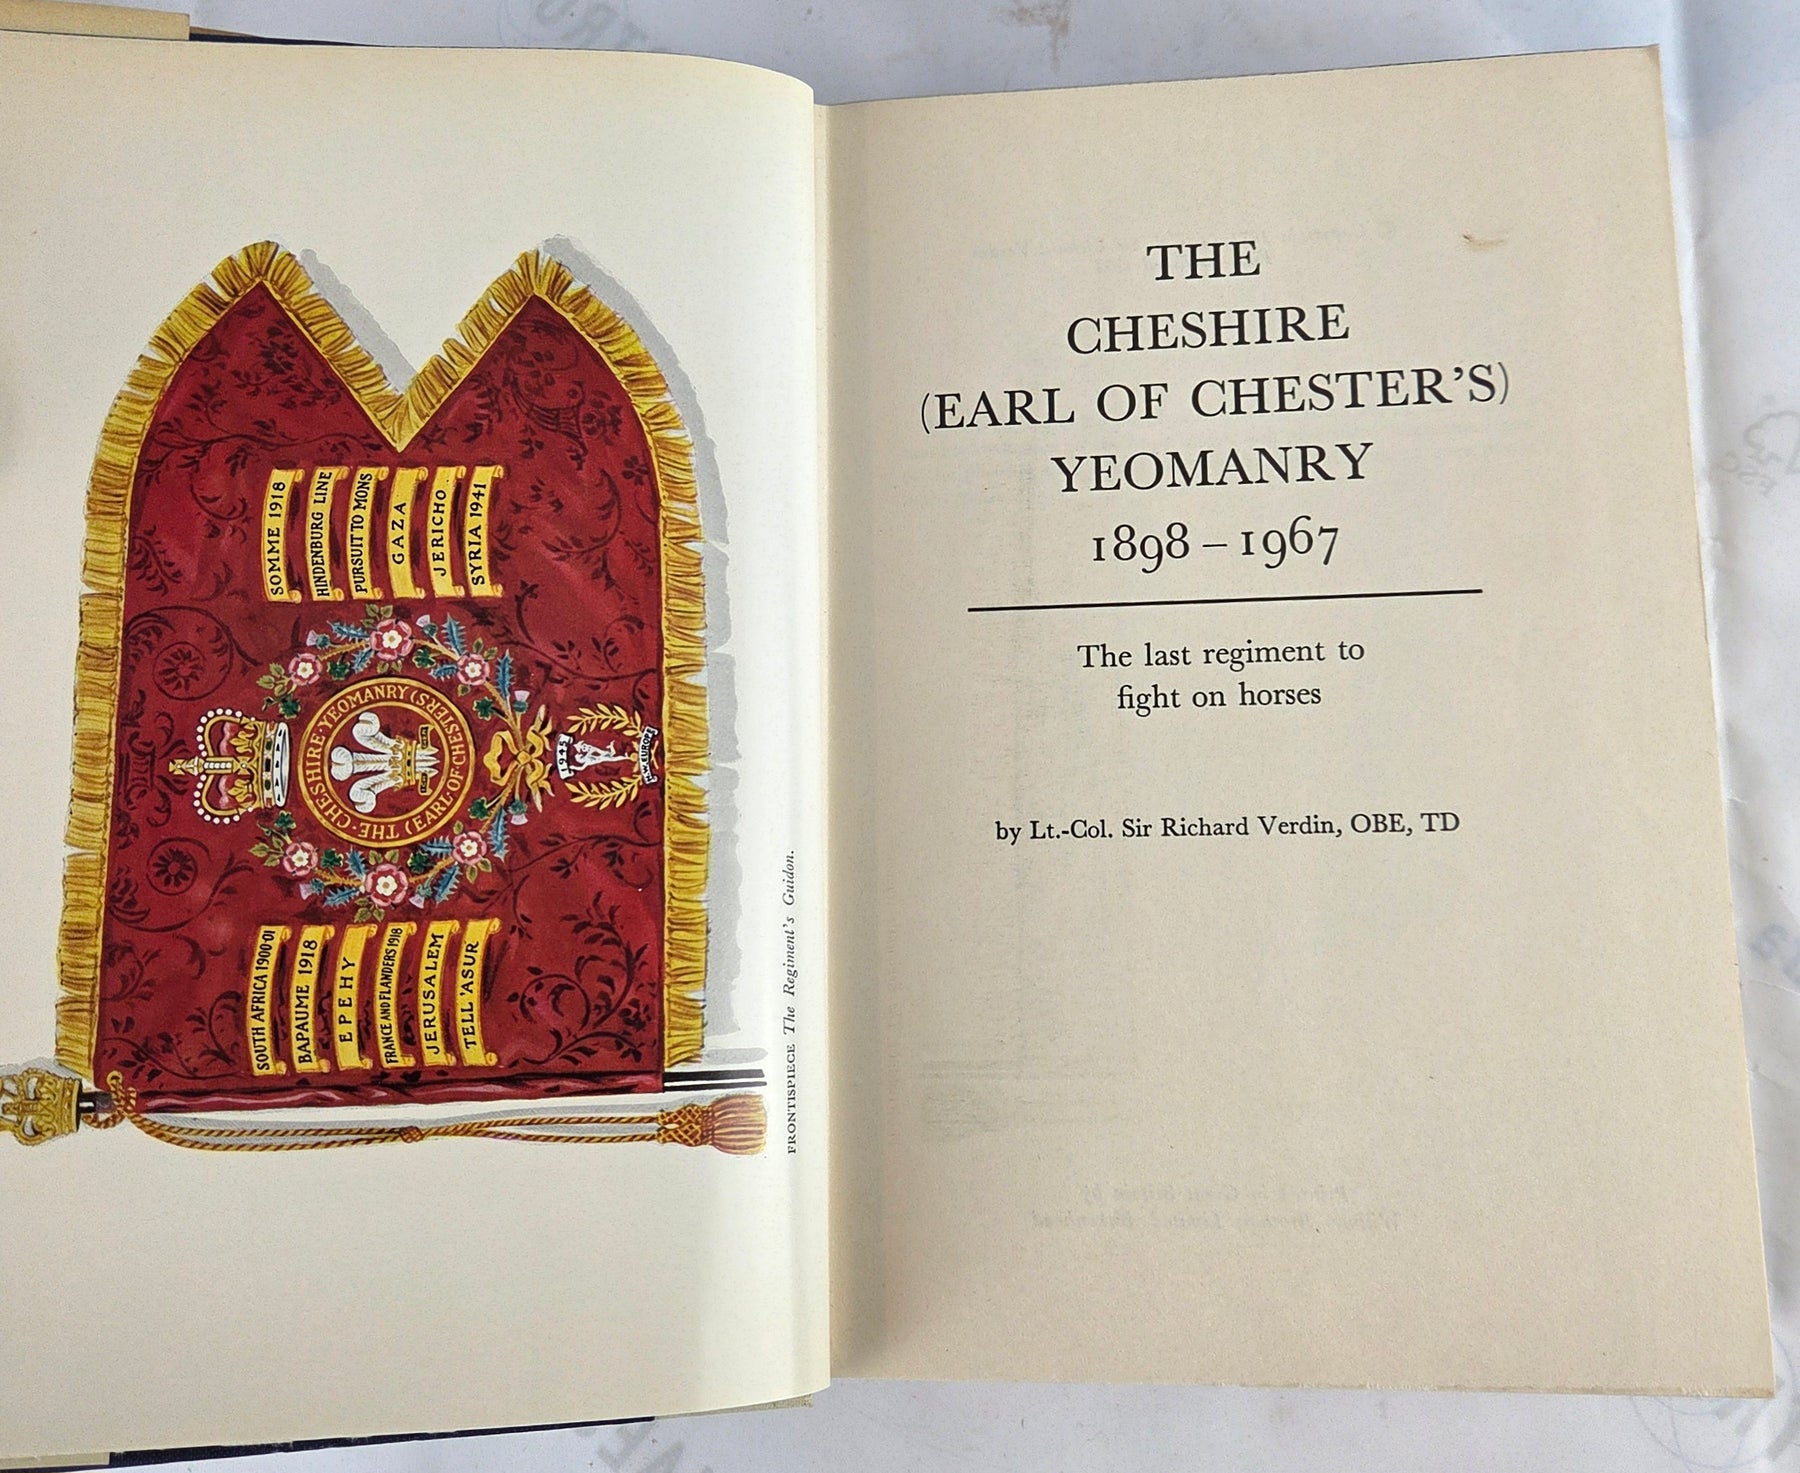 SOMME 1918
HINDENBURG LINE
PURSUIT TO MONS
GAZA
JERICHO
SYRIA 1941
THE · CHESHIRE · YEOMANRY (EARL · OF · CHESTER'S)
1945
N.W. EUROPE
SOUTH AFRICA 1900-01
BAPAUME 1918
EPEHY
FRANCE AND FLANDERS 1918
JERUSALEM
TELL 'ASUR
FRONTISPIECE The Regiment's Guidon.
THE
CHESHIRE
(EARL OF CHESTER'S)
YEOMANRY
1898 – 1967
The last regiment to
fight on horses
by Lt.-Col. Sir Richard Verdin, OBE, TD